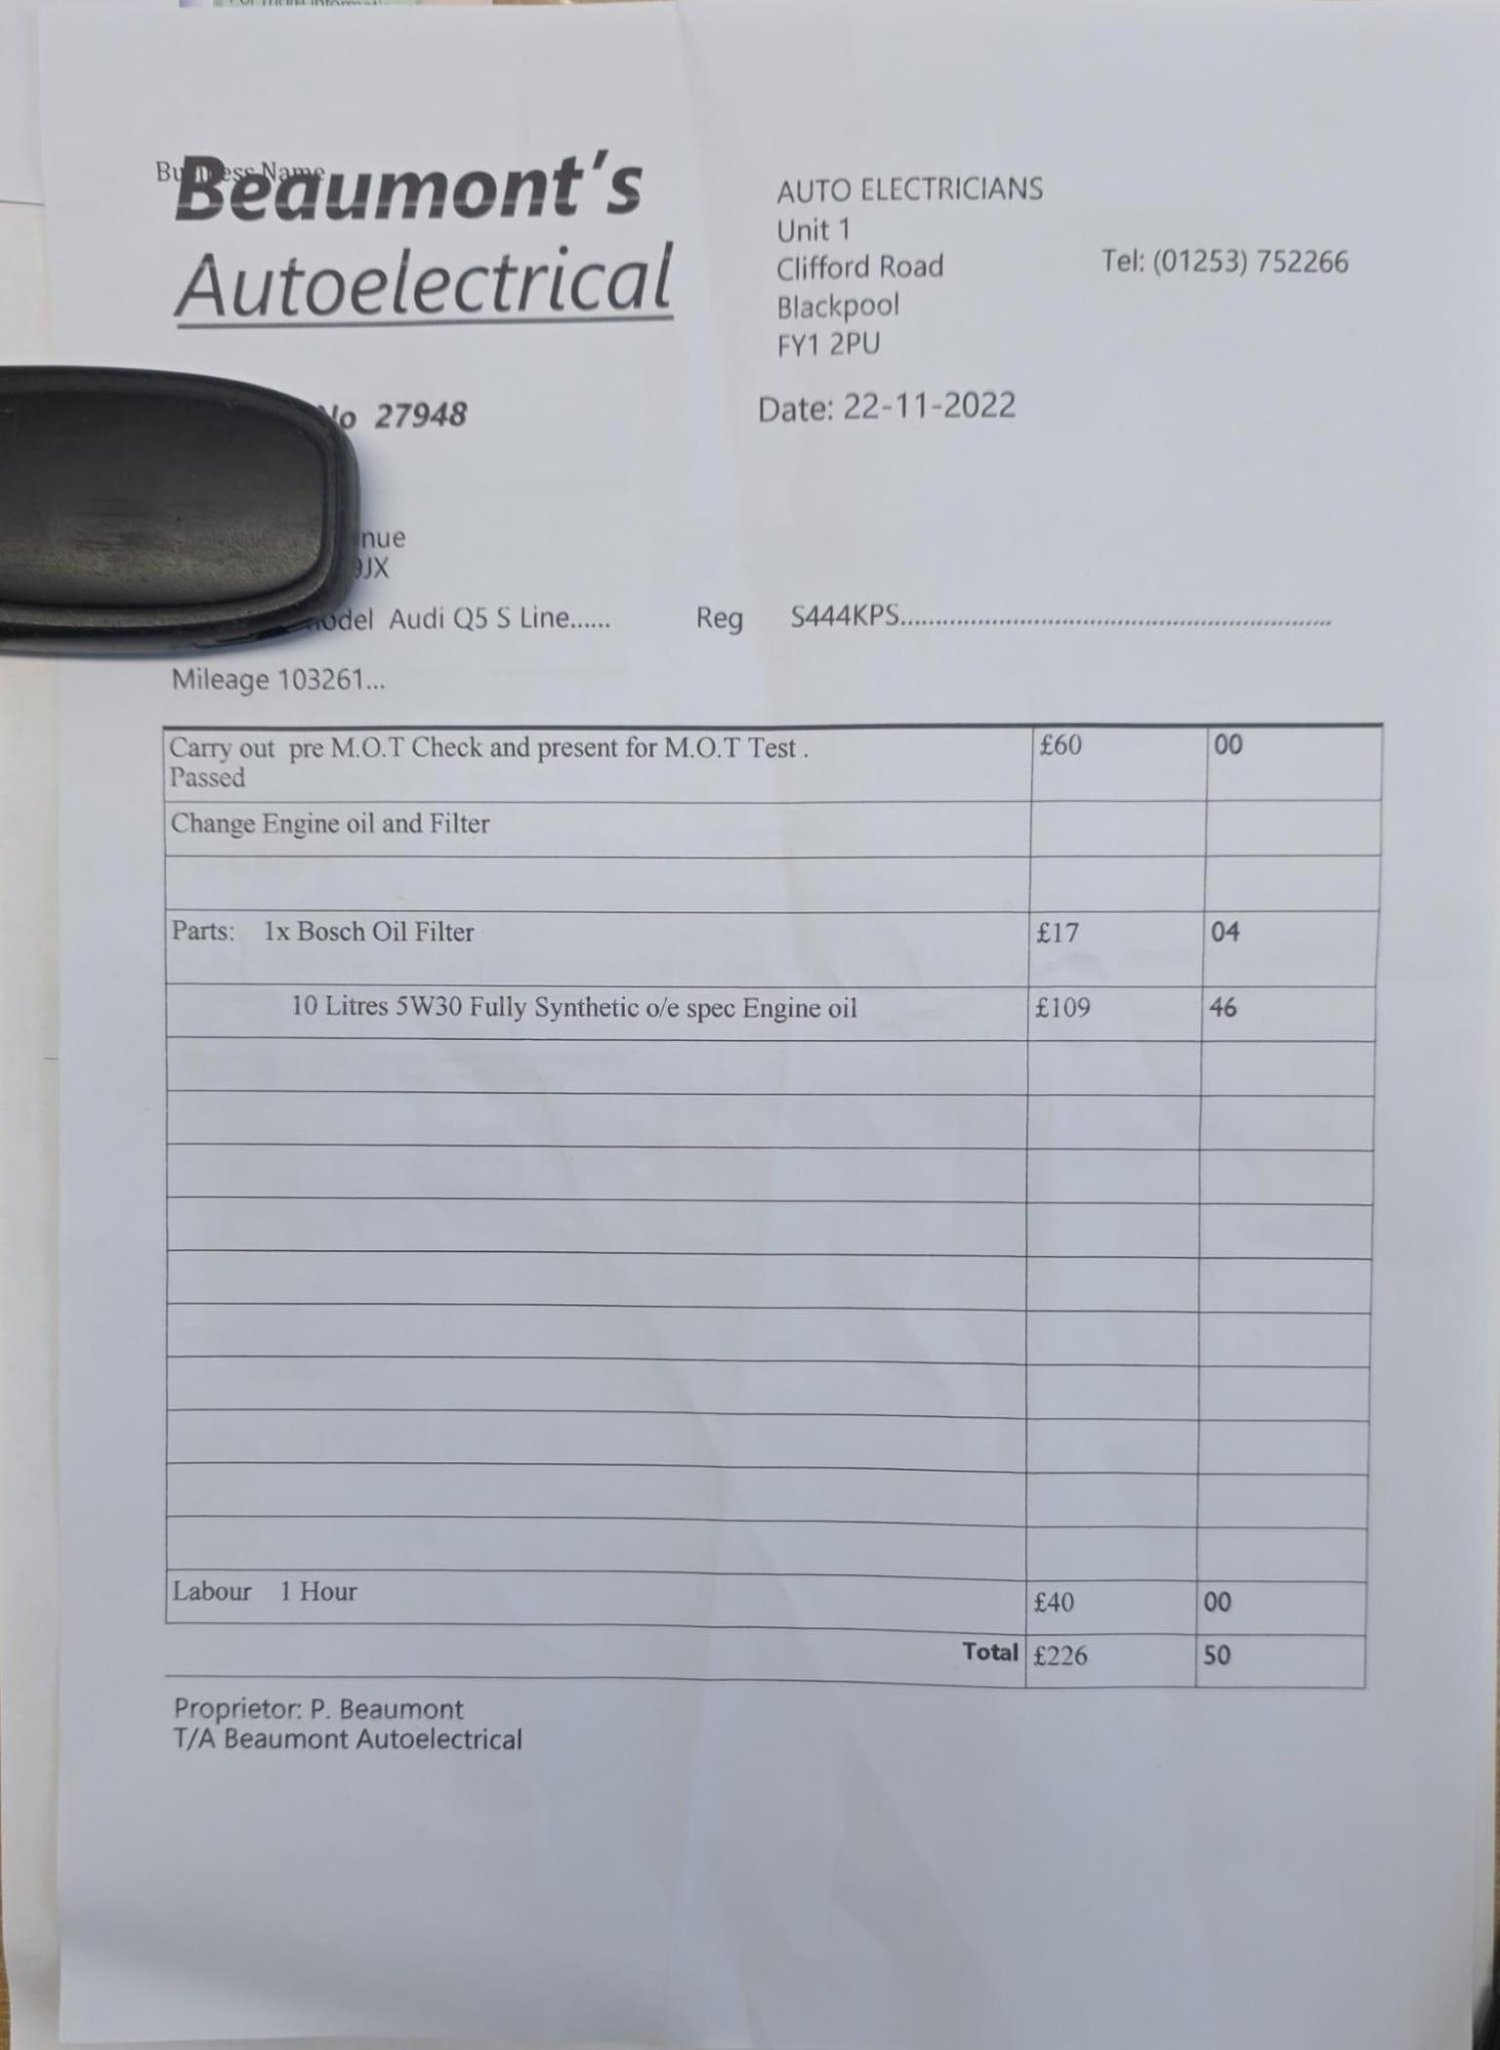 Business Name
Beaumont's
Autoelectrical
AUTO ELECTRICIANS
Unit 1
Clifford Road
Blackpool
FY1 2PU
Tel: (01253) 752266
No 27948
Date: 22-11-2022
Audi Q5 S Line...... Reg S444KPS..............................................................
Mileage 103261...
Carry out pre M.O.T Check and present for M.O.T Test . £60 00
Passed
Change Engine oil and Filter
Parts: 1x Bosch Oil Filter £17 04
10 Litres 5W30 Fully Synthetic o/e spec Engine oil £109 46
Labour 1 Hour £40 00
Total £226 50
Proprietor: P. Beaumont
T/A Beaumont Autoelectrical